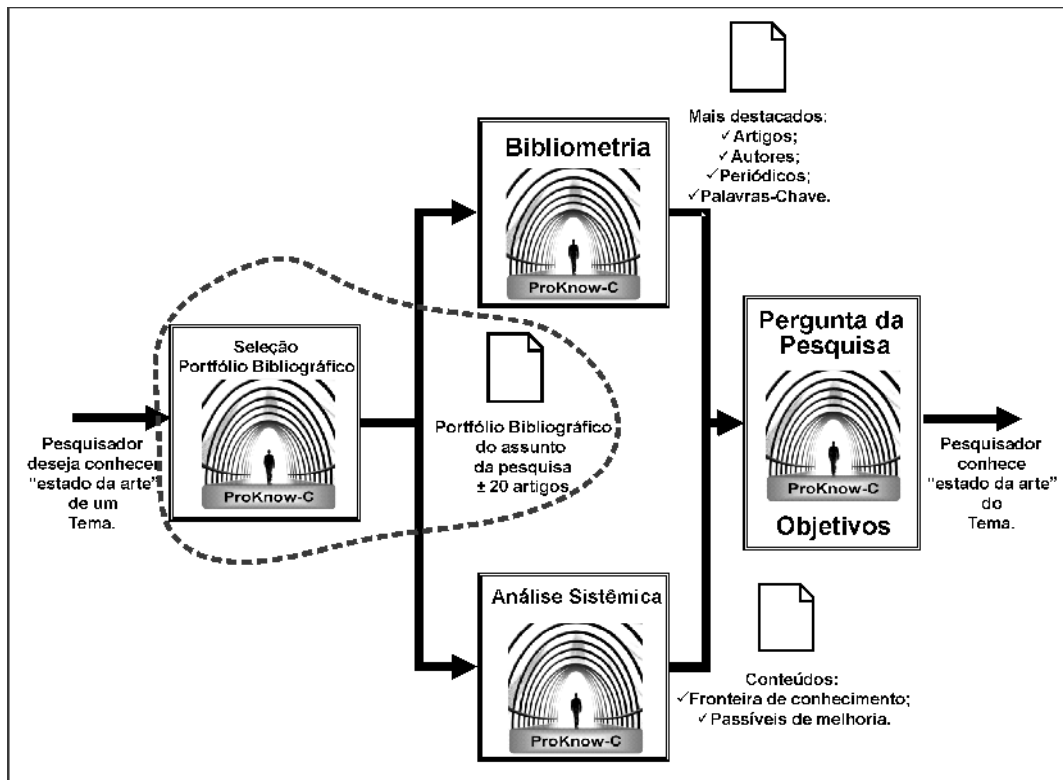 Mais destacados:
✓Artigos;
✓Autores;
✓Periódicos;
✓Palavras-Chave.
Bibliometria
ProKnow-C
Seleção
Portfólio Bibliográfico
ProKnow-C
Pesquisador
deseja conhecer
“estado da arte”
de um
Tema.
Portfólio Bibliográfico
do assunto
da pesquisa
± 20 artigos
Pergunta da
Pesquisa
ProKnow-C
Objetivos
Pesquisador
conhece
“estado da arte”
do
Tema.
Análise Sistêmica
ProKnow-C
Conteúdos:
✓Fronteira de conhecimento;
✓Passíveis de melhoria.